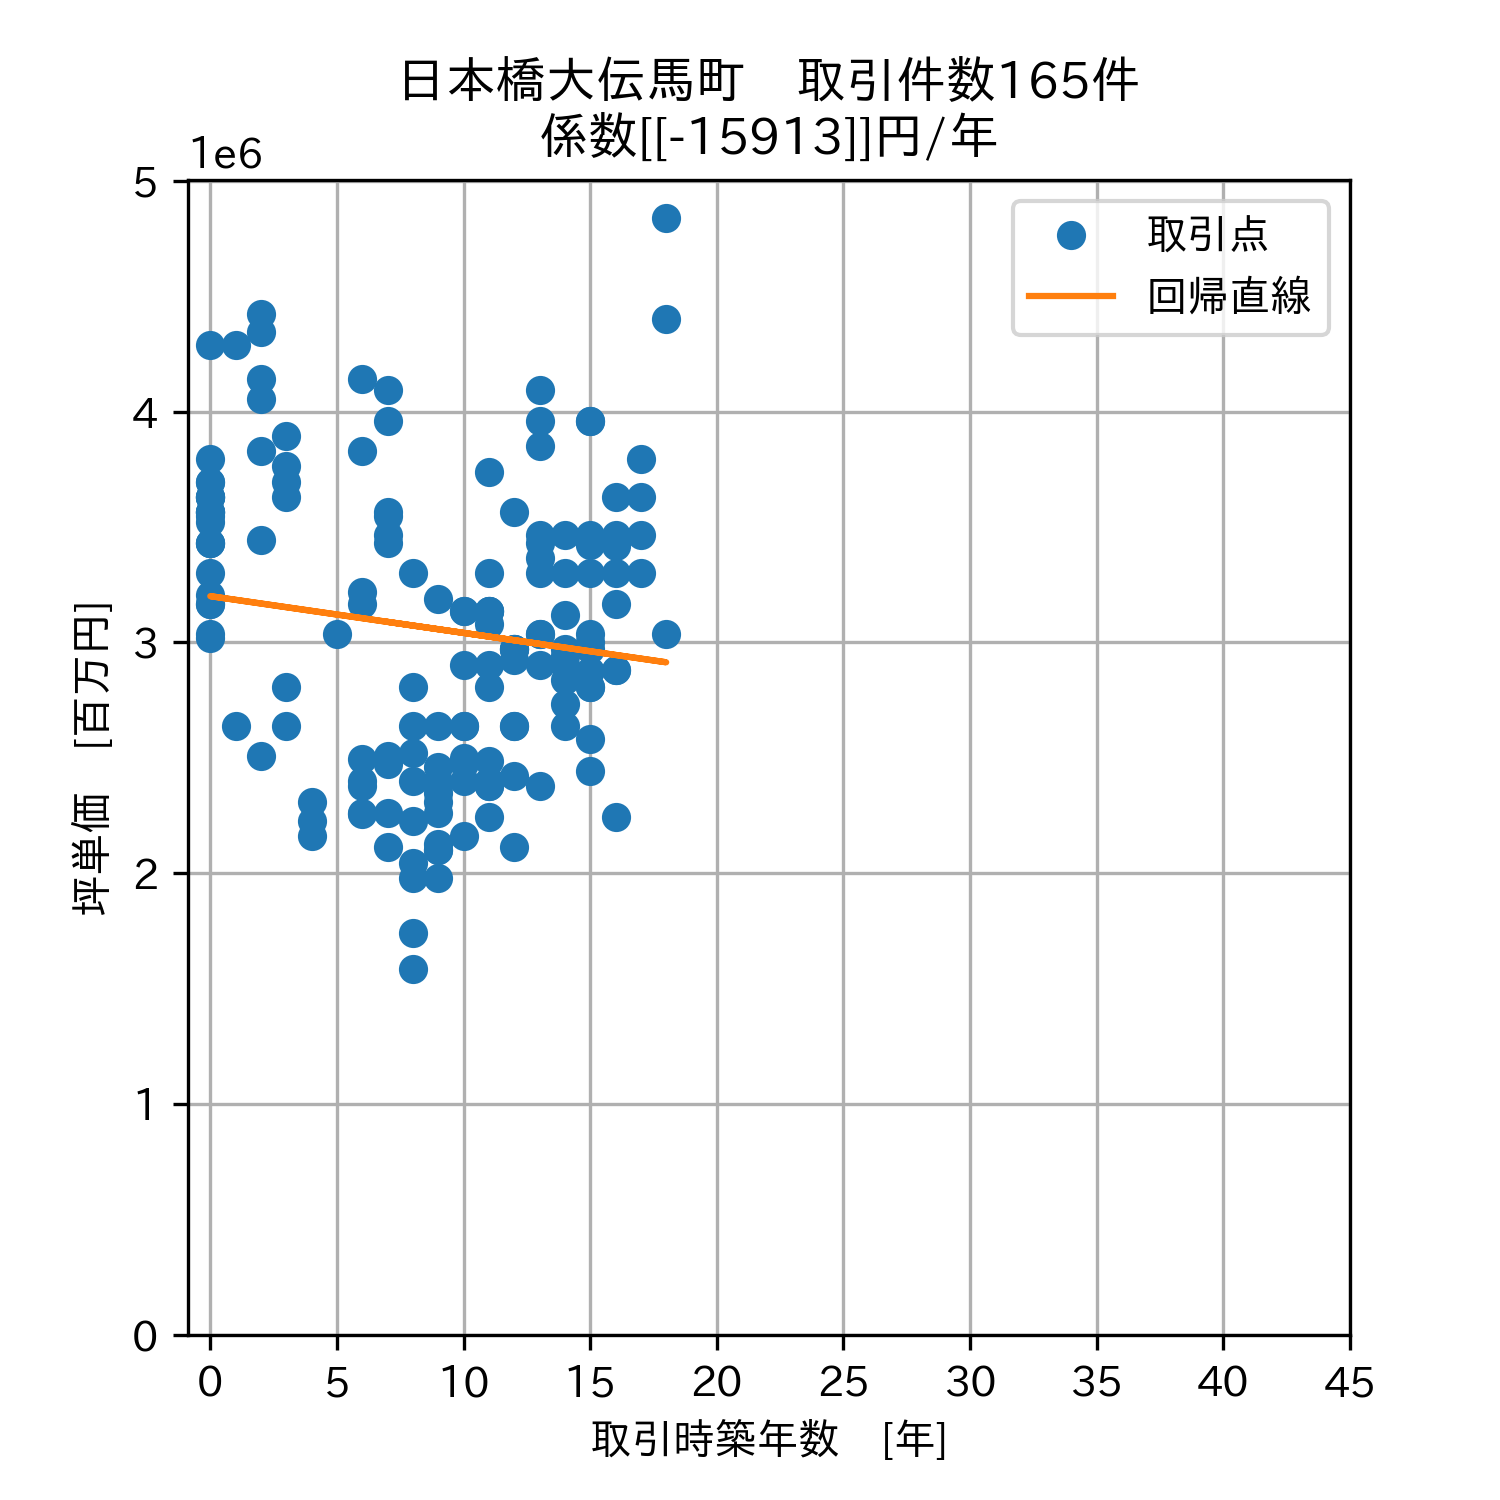 日本橋大伝馬町　取引件数165件
係数[[-15913]]円/年
1e6
取引点
回帰直線
5
4
3
2
1
0
坪単価　[百万円]
0 5 10 15 20 25 30 35 40 45
取引時築年数　[年]